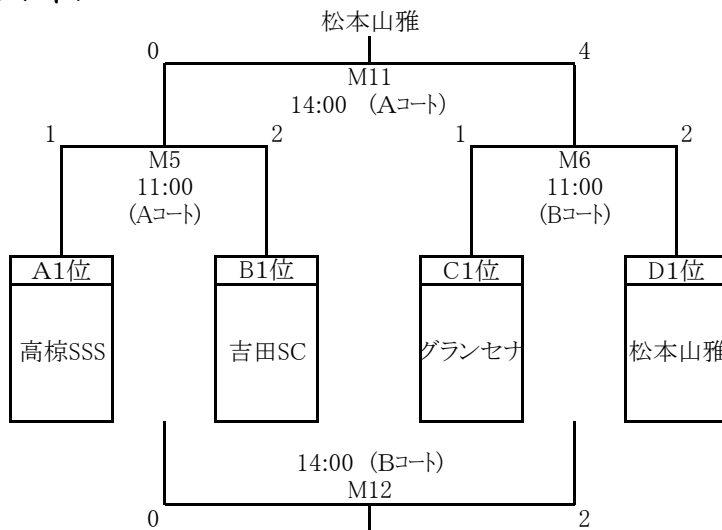 松本山雅
0 4
M11
14:00 (Aコート)
1 2 1 2
M5 M6
11:00 11:00
(Aコート) (Bコート)
A1位 B1位 C1位 D1位
高椋SSS 吉田SC グランセナ 松本山雅
14:00 (Bコート)
M12
0 2